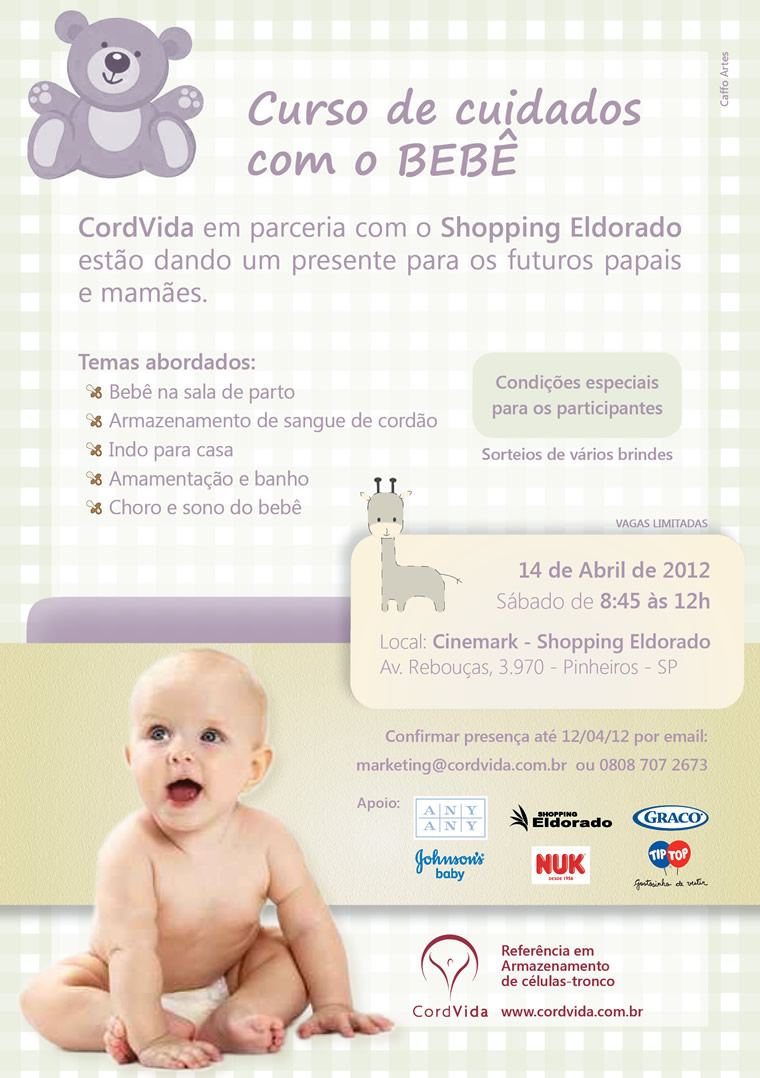 Caffo Artes
Curso de cuidados
com o BEBÊ
CordVida em parceria com o Shopping Eldorado
estão dando um presente para os futuros papais
e mamães.
Temas abordados:
Bebê na sala de parto
Armazenamento de sangue de cordão
Indo para casa
Amamentação e banho
Choro e sono do bebê
Condições especiais
para os participantes
Sorteios de vários brindes
VAGAS LIMITADAS
14 de Abril de 2012
Sábado de 8:45 às 12h
Local: Cinemark - Shopping Eldorado
Av. Rebouças, 3.970 - Pinheiros - SP
Confirmar presença até 12/04/12 por email:
marketing@cordvida.com.br ou 0808 707 2673
Apoio:
ANY
ANY
SHOPPING
Eldorado
GRACO
Johnson's
baby
NUK
DESDE 1956
TIP TOP
Gostosinho de vestir
CordVida
Referência em
Armazenamento
de células-tronco
www.cordvida.com.br